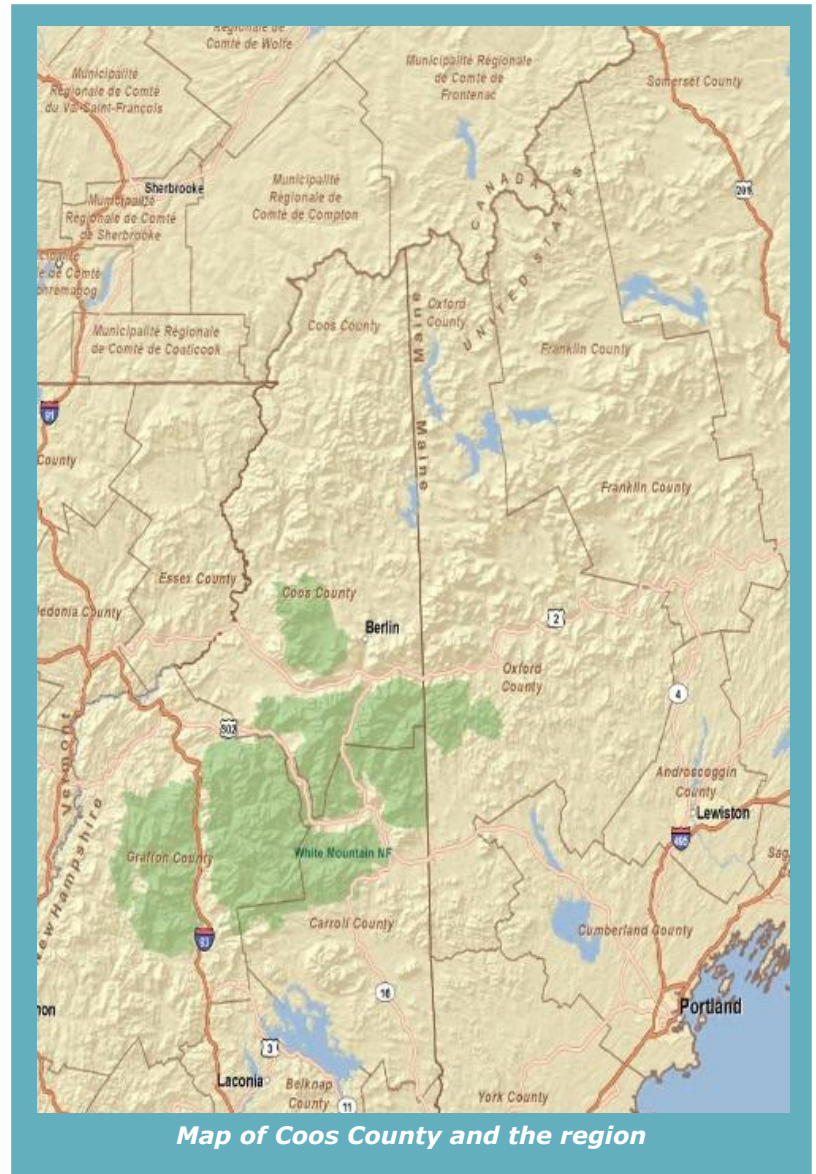 Régionale de
Comté de Wolfe
Municipalité Régionale
de Comté de
Frontenac
Somerset County
Municipalité
Régionale de Comté
du Val-Saint-François
Sherbrooke
Municipalité
Régionale de Comté
de Sherbrooke
Municipalité
Régionale de
Comté de Compton
CANADA
UNITED STATES
201
e de Comté
Municipalité Régionale
de Comté de Coaticook
Coos County
Maine
Oxford
County
Franklin County
91
County
Maine
Franklin County
Essex County
Coos County
Berlin
2
edonia County
Oxford
County
4
302
Vermont
New Hampshire
Androscoggin
County
Lewiston
495
Grafton County
White Mountain NF
Sag
Carroll County
93
Cumberland County
16
non
Portland
3
Laconia
Belknap
County
11
York County
Map of Coos County and the region